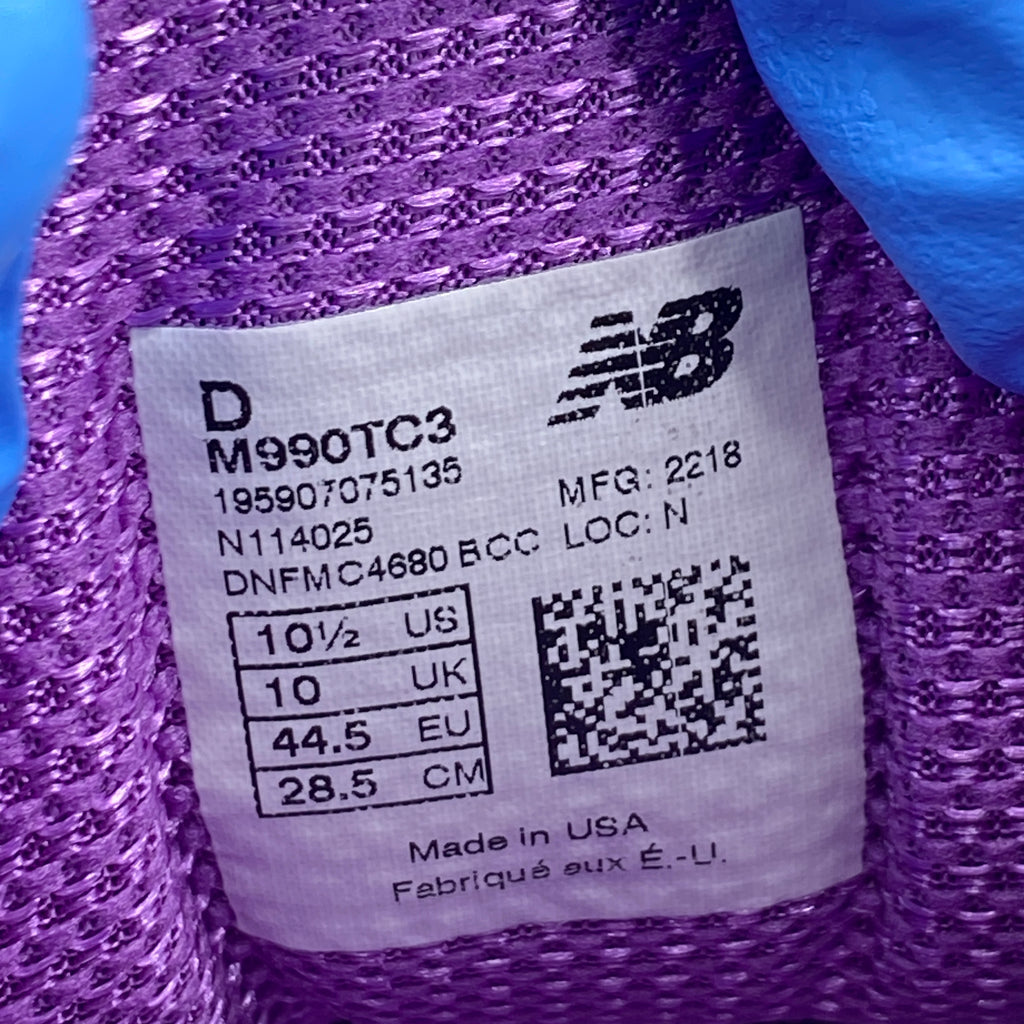 NB
D
M990TC3
195907075135
MFG: 2218
N114025
LOC: N
DNFMC4680 BCC
10½ US
10 UK
44.5 EU
28.5 CM
Made in USA
Fabriqué aux É.-U.